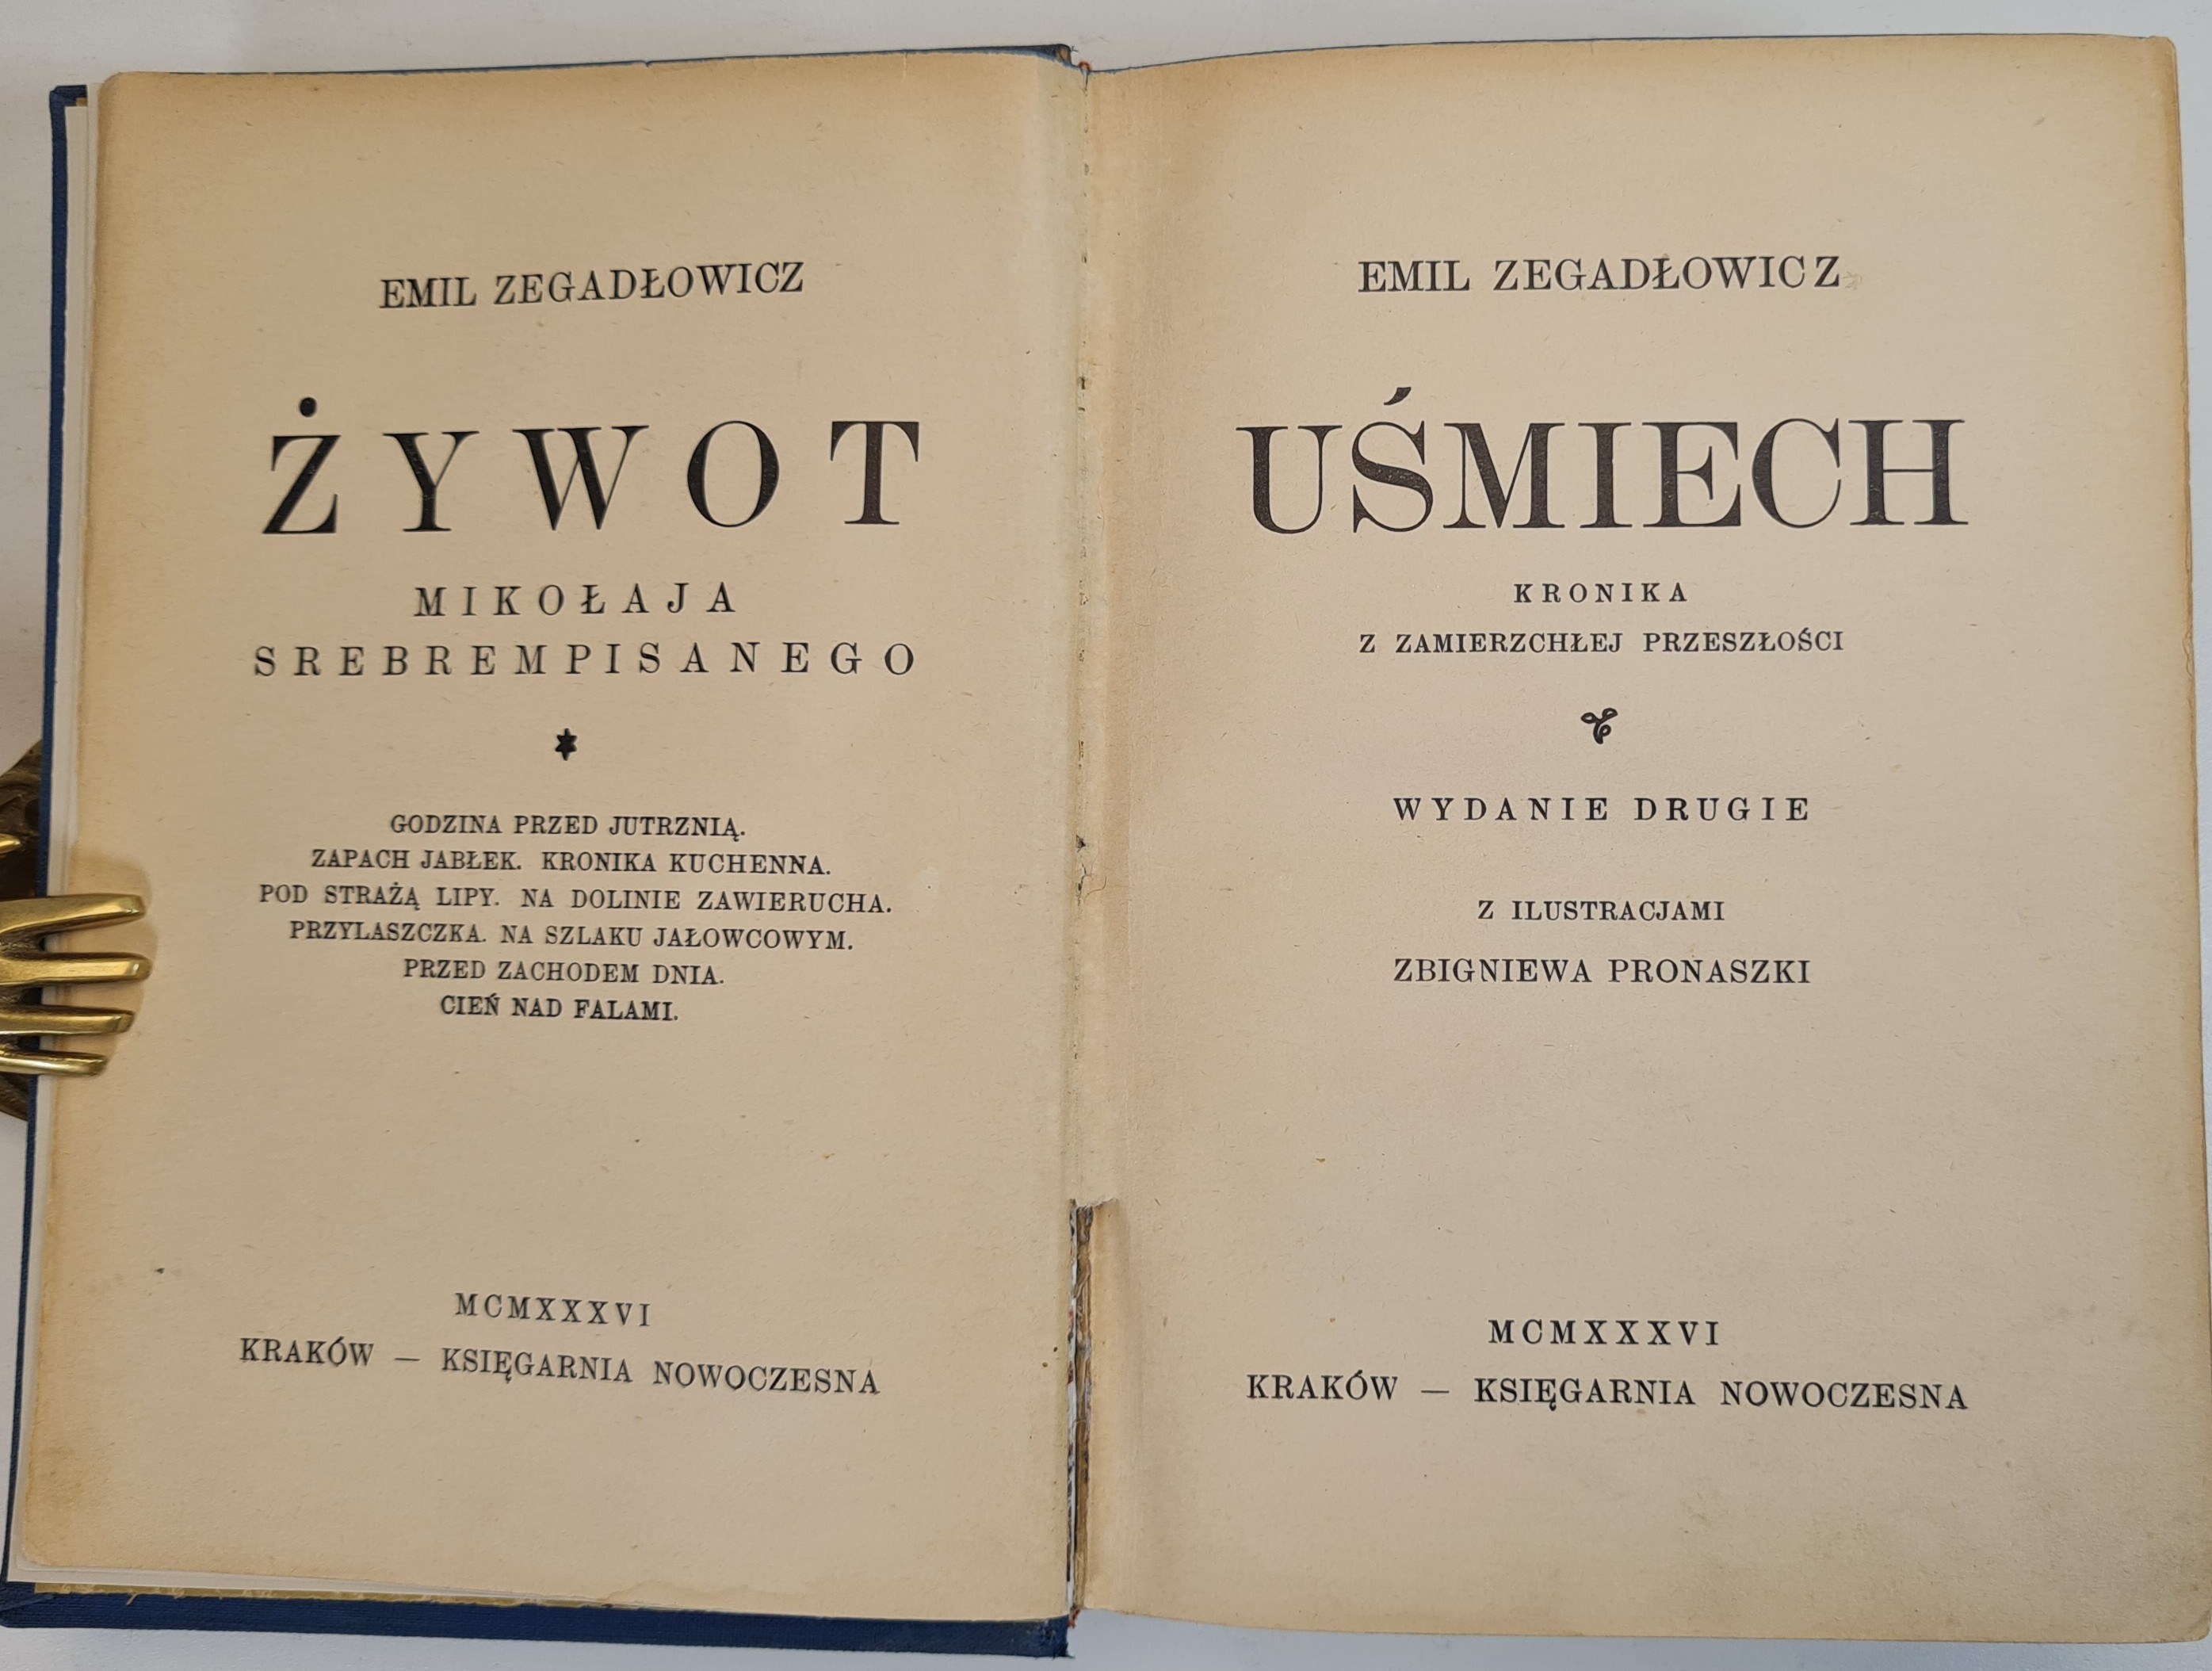 EMIL ZEGADŁOWICZ
ŻYWOT
MIKOŁAJA
SREBREMPISANEGO
GODZINA PRZED JUTRZNIĄ.
ZAPACH JABŁEK. KRONIKA KUCHENNA.
POD STRAŻĄ LIPY. NA DOLINIE ZAWIERUCHA.
PRZYLASZCZKA. NA SZLAKU JAŁOWCOWYM.
PRZED ZACHODEM DNIA.
CIEŃ NAD FALAMI.
MCMXXXVI
KRAKÓW — KSIĘGARNIA NOWOCZESNA
EMIL ZEGADŁOWICZ
UŚMIECH
KRONIKA
Z ZAMIERZCHŁEJ PRZESZŁOŚCI
WYDANIE DRUGIE
Z ILUSTRACJAMI
ZBIGNIEWA PRONASZKI
MCMXXXVI
KRAKÓW — KSIĘGARNIA NOWOCZESNA